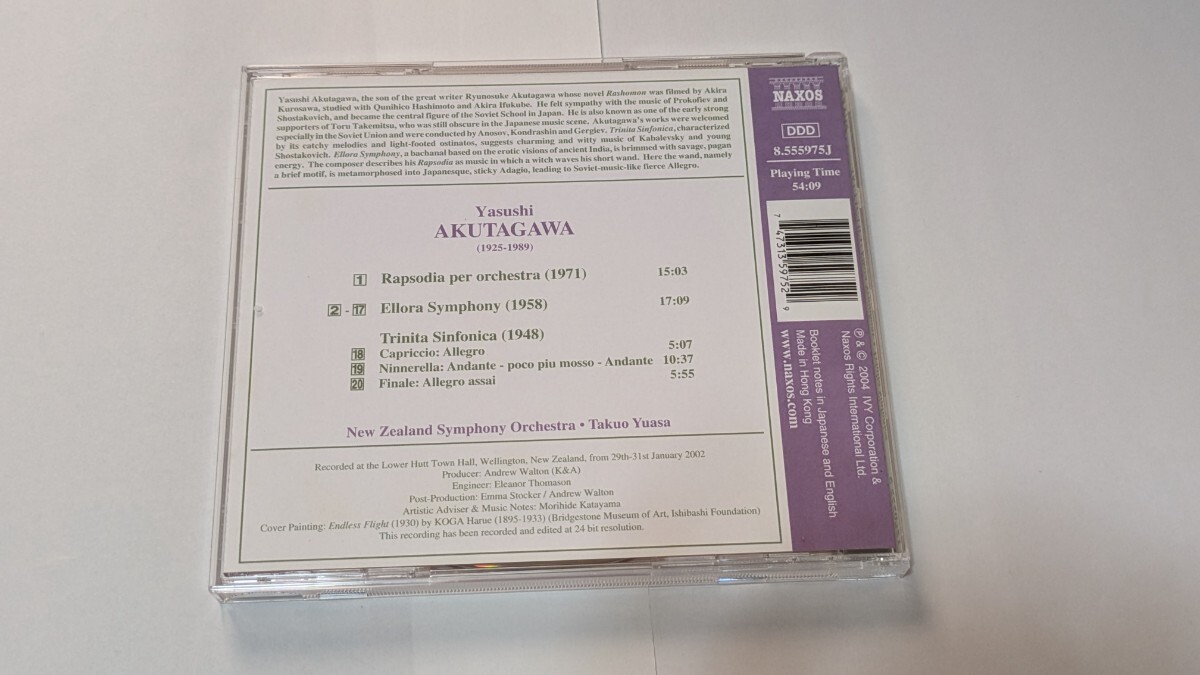 Yasushi Akutagawa, the son of the great writer Ryunosuke Akutagawa whose novel Rashomon was filmed by Akira
Kurosawa, studied with Qunihico Hashimoto and Akira Ifukube. He felt sympathy with the music of Prokofiev and
Shostakovich, and became the central figure of the Soviet School in Japan. He is also known as one of the early strong
supporters of Toru Takemitsu, who was still obscure in the Japanese music scene. Akutagawa's works were welcomed
especially in the Soviet Union and were conducted by Anosov, Kondrashin and Gergiev. Trinita Sinfonica, characterized
by its catchy melodies and light-footed ostinatos, suggests charming and witty music of Kabalevsky and young
Shostakovich. Ellora Symphony, a bachanal based on the erotic visions of ancient India, is brimmed with savage, pagan
energy. The composer describes his Rapsodia as music in which a witch waves his short wand. Here the wand, namely
a brief motif, is metamorphosed into Japanesque, sticky Adagio, leading to Soviet-music-like fierce Allegro.
Yasushi
AKUTAGAWA
(1925-1989)
1 Rapsodia per orchestra (1971) 15:03
2 - 17 Ellora Symphony (1958) 17:09
Trinita Sinfonica (1948)
18 Capriccio: Allegro 5:07
19 Ninnerella: Andante - poco piu mosso - Andante 10:37
20 Finale: Allegro assai 5:55
New Zealand Symphony Orchestra • Takuo Yuasa
Recorded at the Lower Hutt Town Hall, Wellington, New Zealand, from 29th-31st January 2002
Producer: Andrew Walton (K&A)
Engineer: Eleanor Thomason
Post-Production: Emma Stocker / Andrew Walton
Artistic Adviser & Music Notes: Morihide Katayama
Cover Painting: Endless Flight (1930) by KOGA Harue (1895-1933) (Bridgestone Museum of Art, Ishibashi Foundation)
This recording has been recorded and edited at 24 bit resolution.
NAXOS
DDD
8.555975J
Playing Time
54:09
7 47313 59752 9
℗ & © 2004 IVY Corporation &
Naxos Rights International Ltd.
Booklet notes in Japanese and English
Made in Hong Kong
www.naxos.com